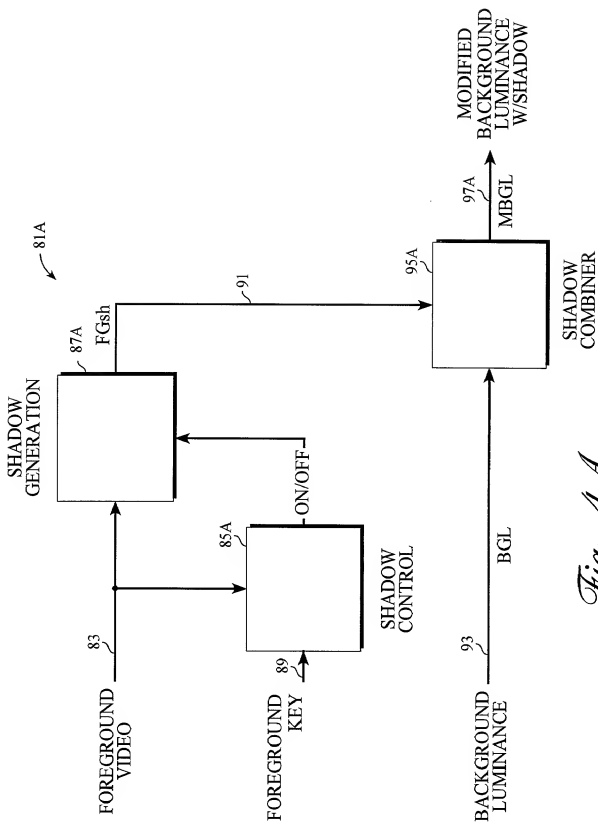 81A
SHADOW
GENERATION
87A
FGsh
91
FOREGROUND
VIDEO
83
FOREGROUND
KEY
89
85A
ON/OFF
SHADOW
CONTROL
BACKGROUND
LUMINANCE
93
BGL
95A
SHADOW
COMBINER
97A
MBGL
MODIFIED
BACKGROUND
LUMINANCE
W/SHADOW
Fig. 4A